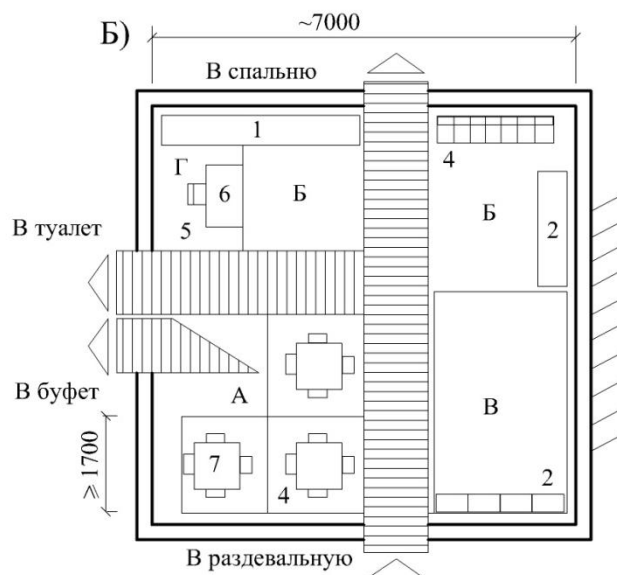 Б)
~7000
В спальню
1
4
Г
6
Б
5
Б
2
В туалет
В буфет
А
В
≥ 1700
7
4
2
В раздевальную